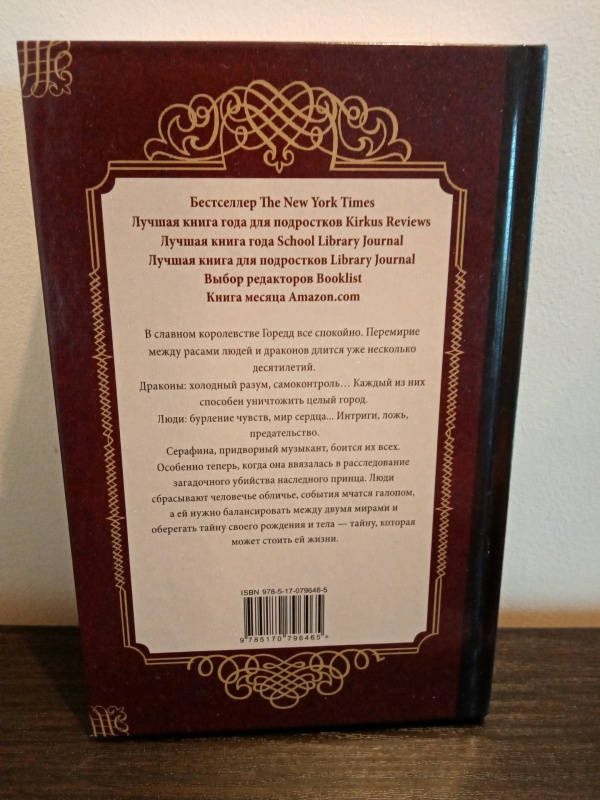 Бестселлер The New York Times
Лучшая книга года для подростков Kirkus Reviews
Лучшая книга года School Library Journal
Лучшая книга для подростков Library Journal
Выбор редакторов Booklist
Книга месяца Amazon.com
В славном королевстве Горедд все спокойно. Перемирие
между расами людей и драконов длится уже несколько
десятилетий.
Драконы: холодный разум, самоконтроль... Каждый из них
способен уничтожить целый город.
Люди: бурление чувств, мир сердца... Интриги, ложь,
предательство.
Серафина, придворный музыкант, боится их всех.
Особенно теперь, когда она ввязалась в расследование
загадочного убийства наследного принца. Люди
сбрасывают человечье обличье, события мчатся галопом,
а ей нужно балансировать между двумя мирами и
оберегать тайну своего рождения и тела — тайну, которая
может стоить ей жизни.
ISBN 978-5-17-079646-5
9 785170 796465 >